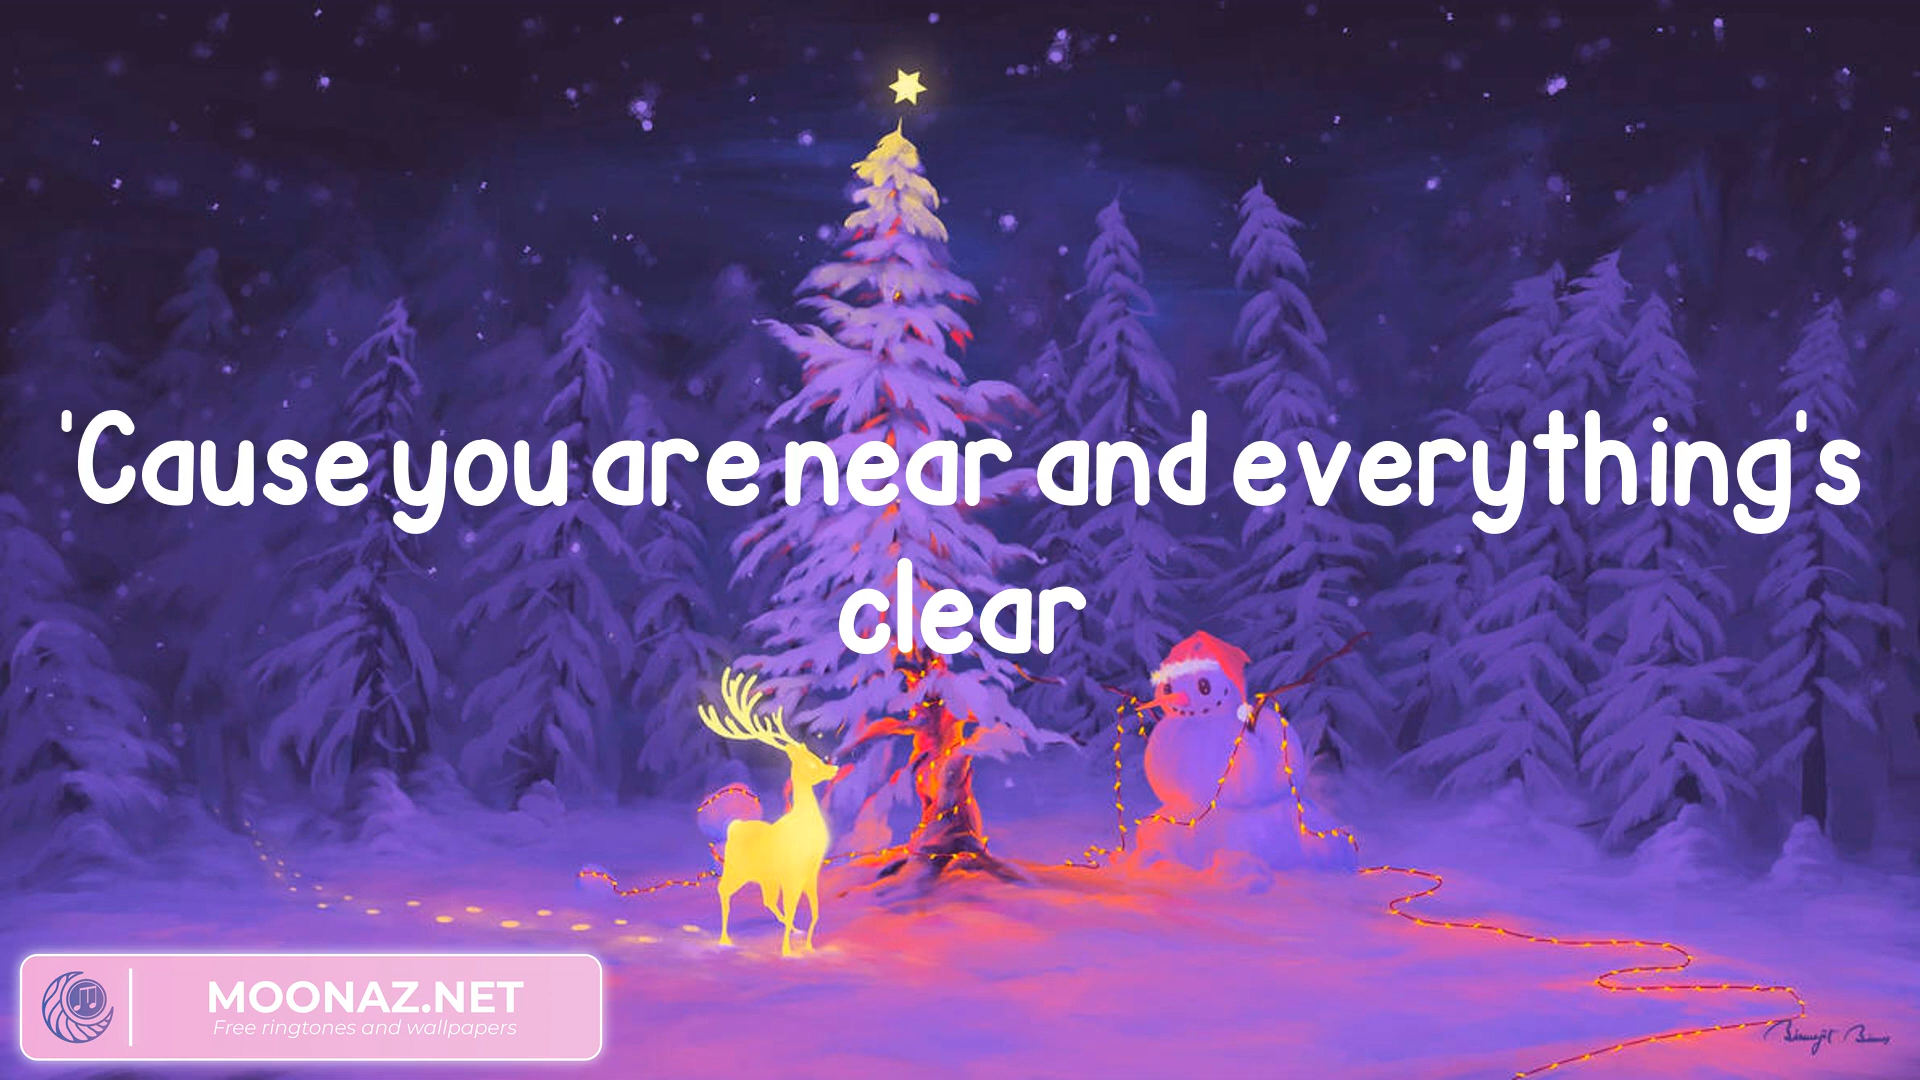 'Cause you are near and everything's
clear
MOONAZ.NET
Free ringtones and wallpapers